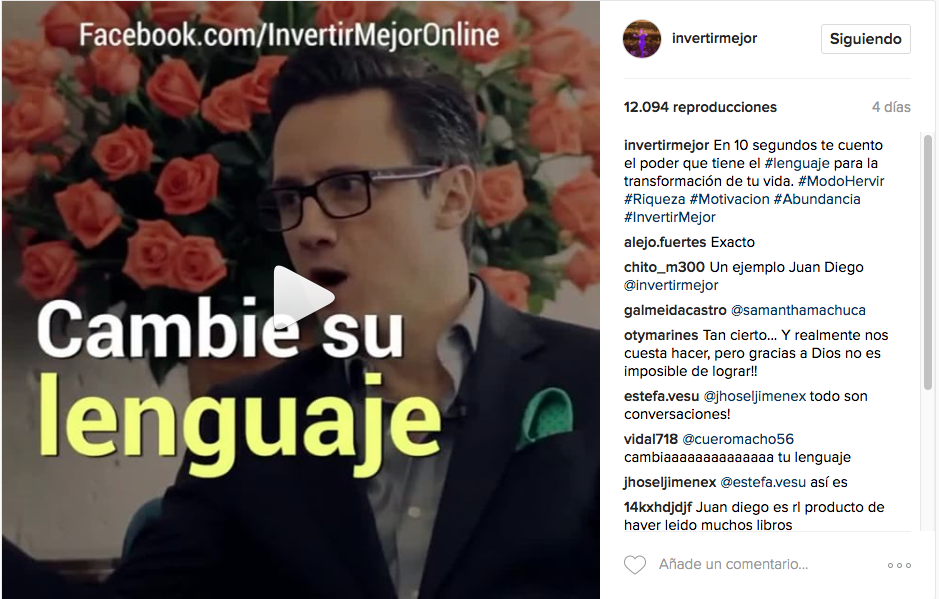 Facebook.com/InvertirMejorOnline
Cambie su
lenguaje
invertirmejor
Siguiendo
12.094 reproducciones
4 días
invertirmejor En 10 segundos te cuento
el poder que tiene el #lenguaje para la
transformación de tu vida. #ModoHervir
#Riqueza #Motivacion #Abundancia
#InvertirMejor
alejo.fuertes Exacto
chito_m300 Un ejemplo Juan Diego
@invertirmejor
galmeidacastro @samanthamachuca
otymarines Tan cierto... Y realmente nos
cuesta hacer, pero gracias a Dios no es
imposible de lograr!!
estefa.vesu @jhoseljimenex todo son
conversaciones!
vidal718 @cueromacho56
cambiaaaaaaaaaaaaaa tu lenguaje
jhoseljimenex @estefa.vesu así es
14kxhdjdjf Juan diego es rl producto de
haver leido muchos libros
Añade un comentario...